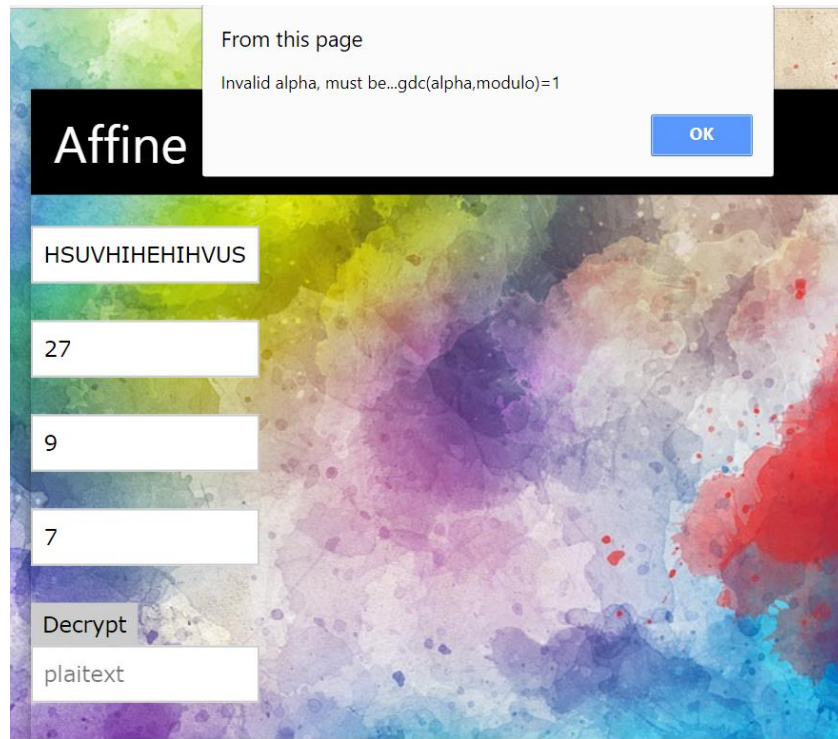 From this page
Invalid alpha, must be...gdc(alpha,modulo)=1
OK
Affine
HSUVHIHEHIHVUS
27
9
7
Decrypt
plaitext